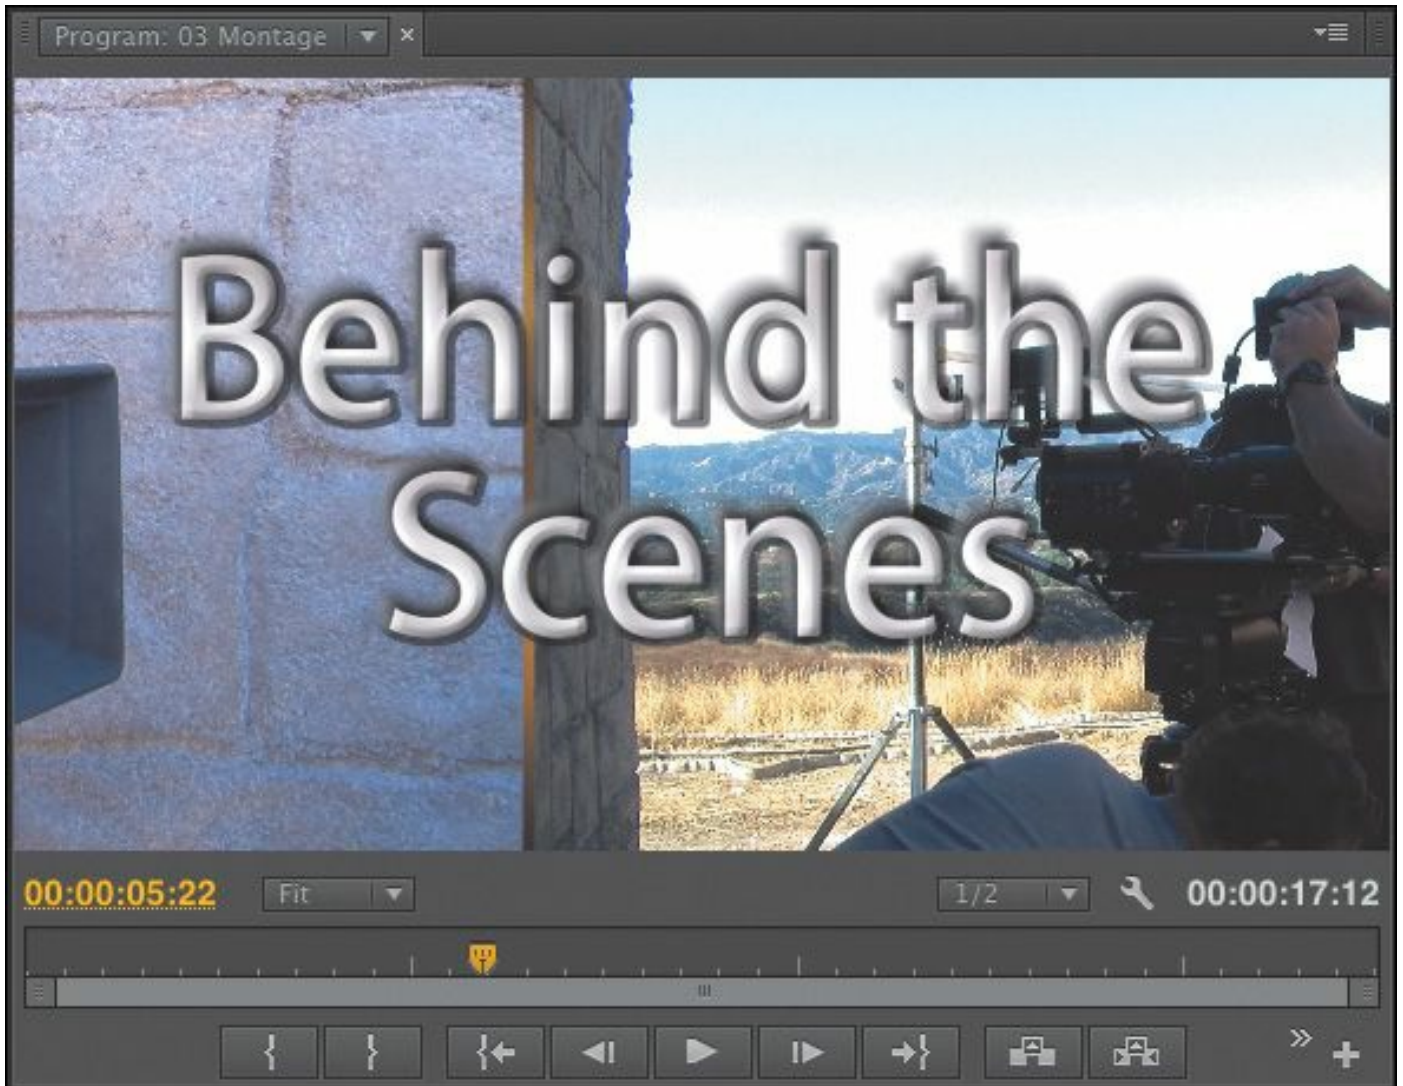 Program: 03 Montage
Behind the
Scenes
00:00:05:22
Fit
1/2
00:00:17:12